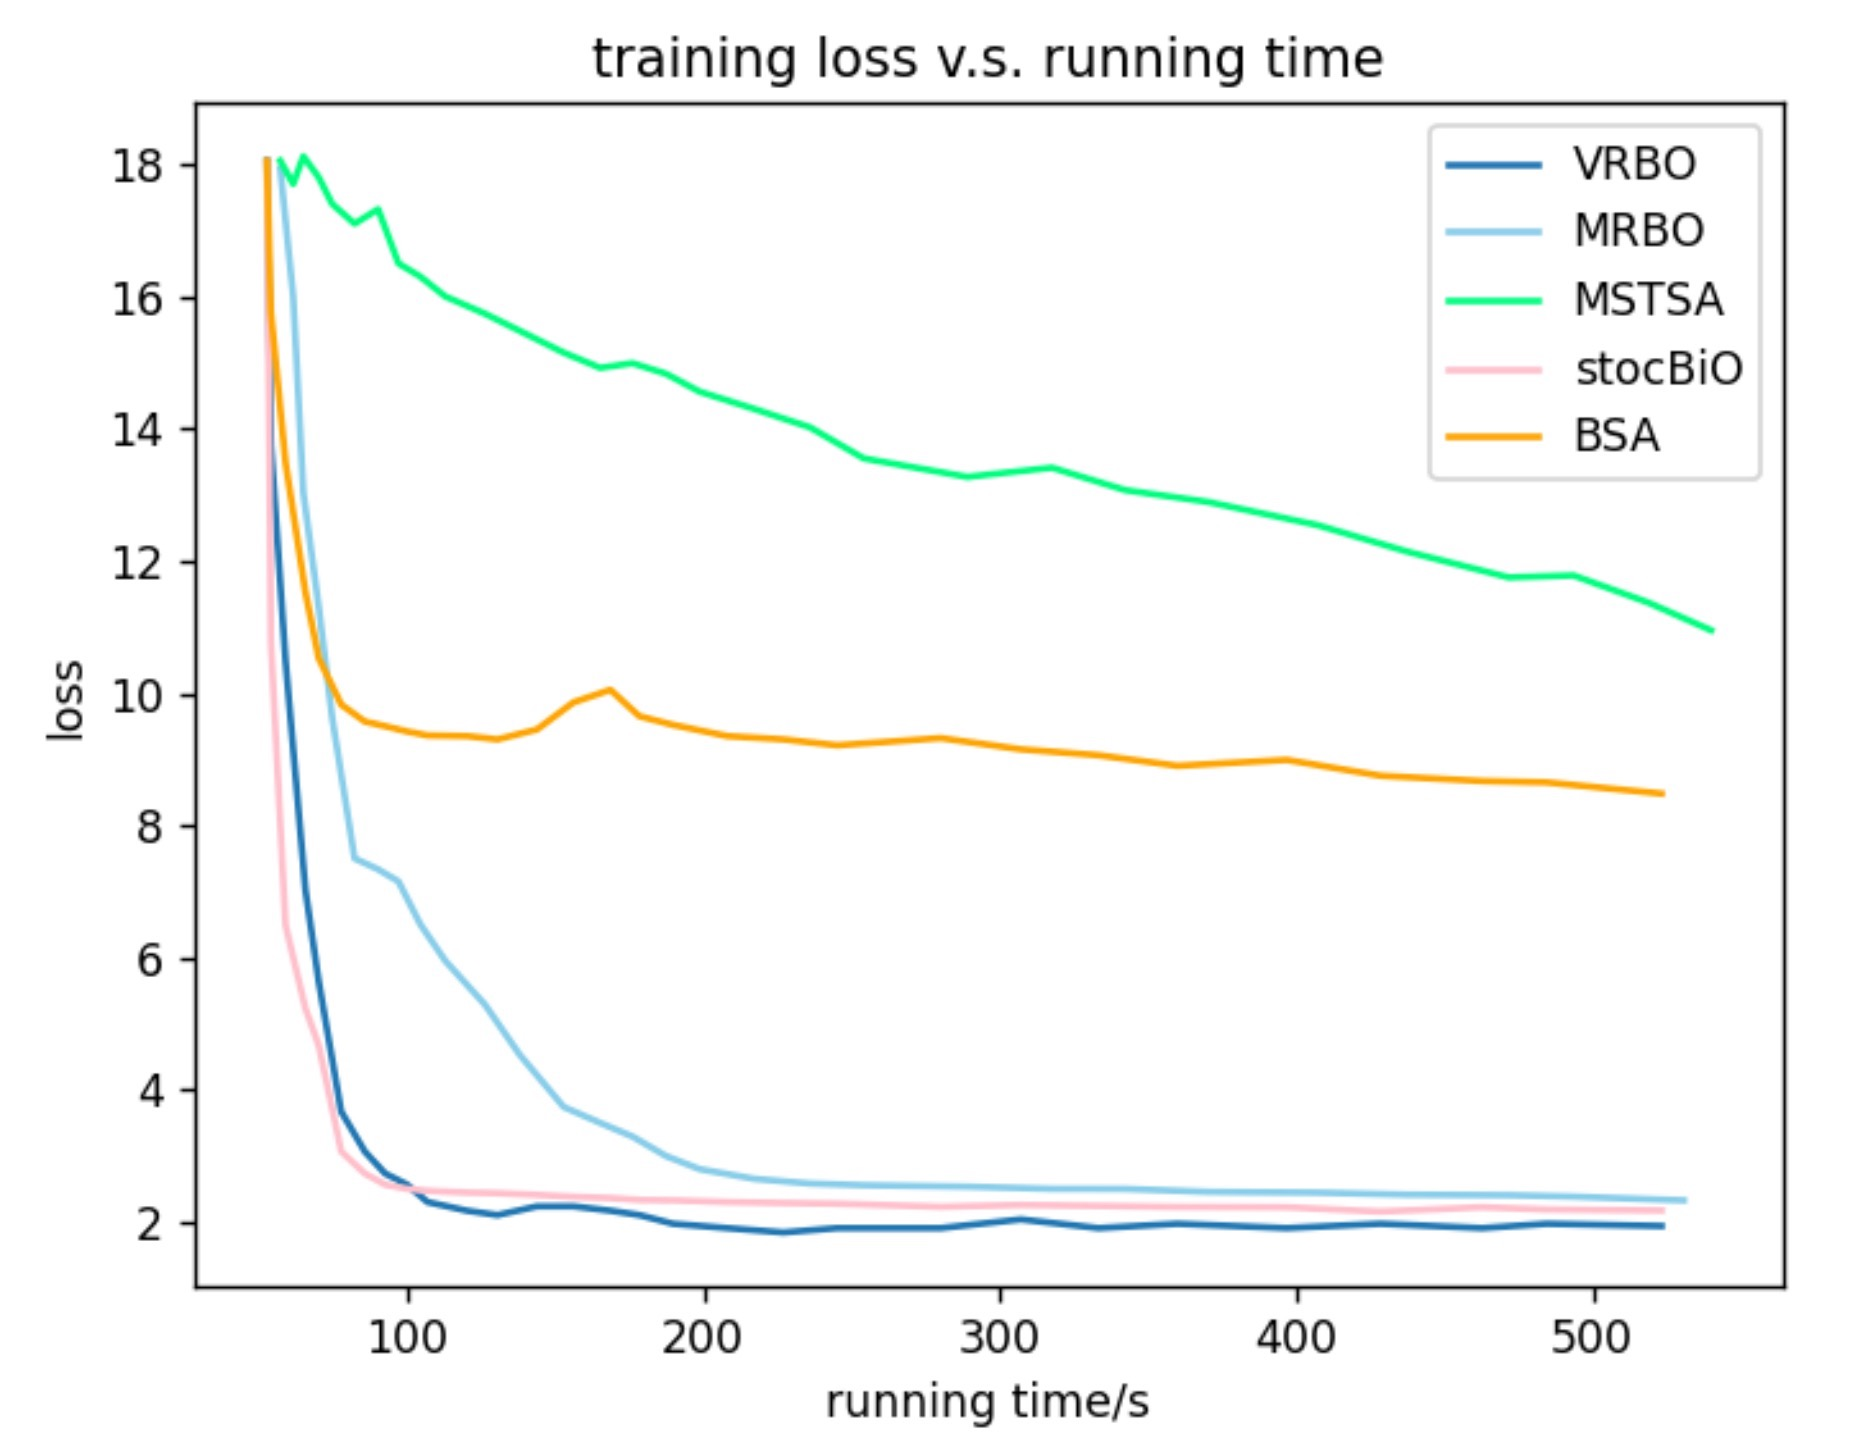 training loss v.s. running time
18
16
14
12
10
8
6
4
2
loss
VRBO
MRBO
MSTSA
stocBiO
BSA
100 200 300 400 500
running time/s